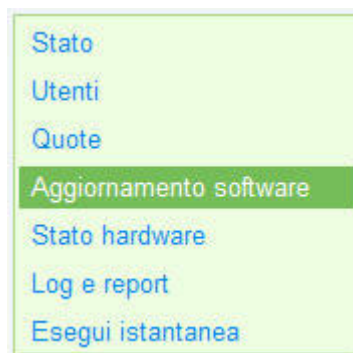 Stato
Utenti
Quote
Aggiornamento software
Stato hardware
Log e report
Esegui istantanea